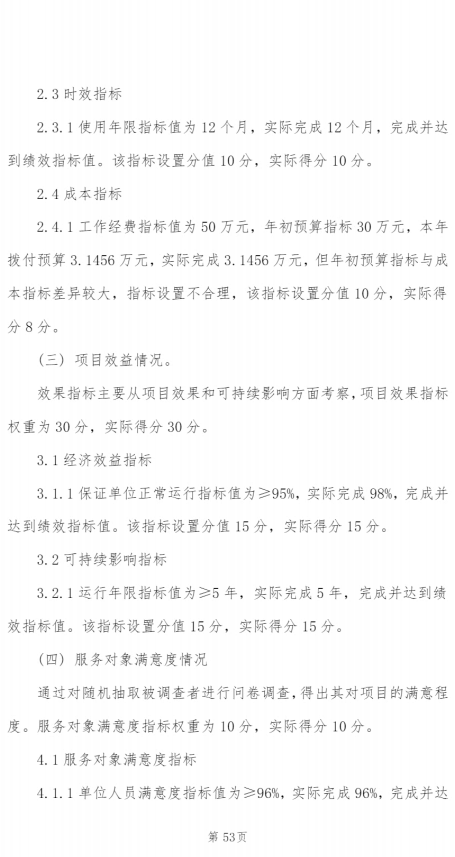 2.3 时效指标
2.3.1 使用年限指标值为 12 个月，实际完成 12 个月，完成并达
到绩效指标值。该指标设置分值 10 分，实际得分 10 分。
2.4 成本指标
2.4.1 工作经费指标值为 50 万元，年初预算指标 30 万元，本年
拨付预算 3.1456 万元，实际完成 3.1456 万元，但年初预算指标与成
本指标差异较大，指标设置不合理，该指标设置分值 10 分，实际得
分 8 分。
（三）项目效益情况。
效果指标主要从项目效果和可持续影响方面考察，项目效果指标
权重为 30 分，实际得分 30 分。
3.1 经济效益指标
3.1.1 保证单位正常运行指标值为≥95%，实际完成 98%，完成并
达到绩效指标值。该指标设置分值 15 分，实际得分 15 分。
3.2 可持续影响指标
3.2.1 运行年限指标值为≥5 年，实际完成 5 年，完成并达到绩
效指标值。该指标设置分值 15 分，实际得分 15 分。
（四）服务对象满意度情况
通过对随机抽取被调查者进行问卷调查，得出其对项目的满意程
度。服务对象满意度指标权重为 10 分，实际得分 10 分。
4.1 服务对象满意度指标
4.1.1 单位人员满意度指标值为≥96%，实际完成 96%，完成并达
第 53页